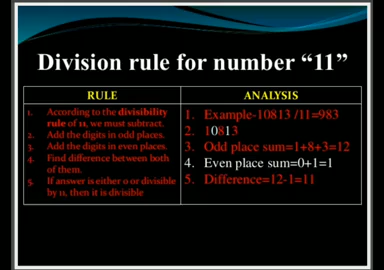 Division rule for number “11”
RULE
1. According to the divisibility
rule of 11, we must subtract.
2. Add the digits in odd places.
3. Add the digits in even places.
4. Find difference between both
of them.
5. If answer is either 0 or divisible
by 11, then it is divisible
ANALYSIS
1. Example-10813 /11=983
2. 10813
3. Odd place sum=1+8+3=12
4. Even place sum=0+1=1
5. Difference=12-1=11